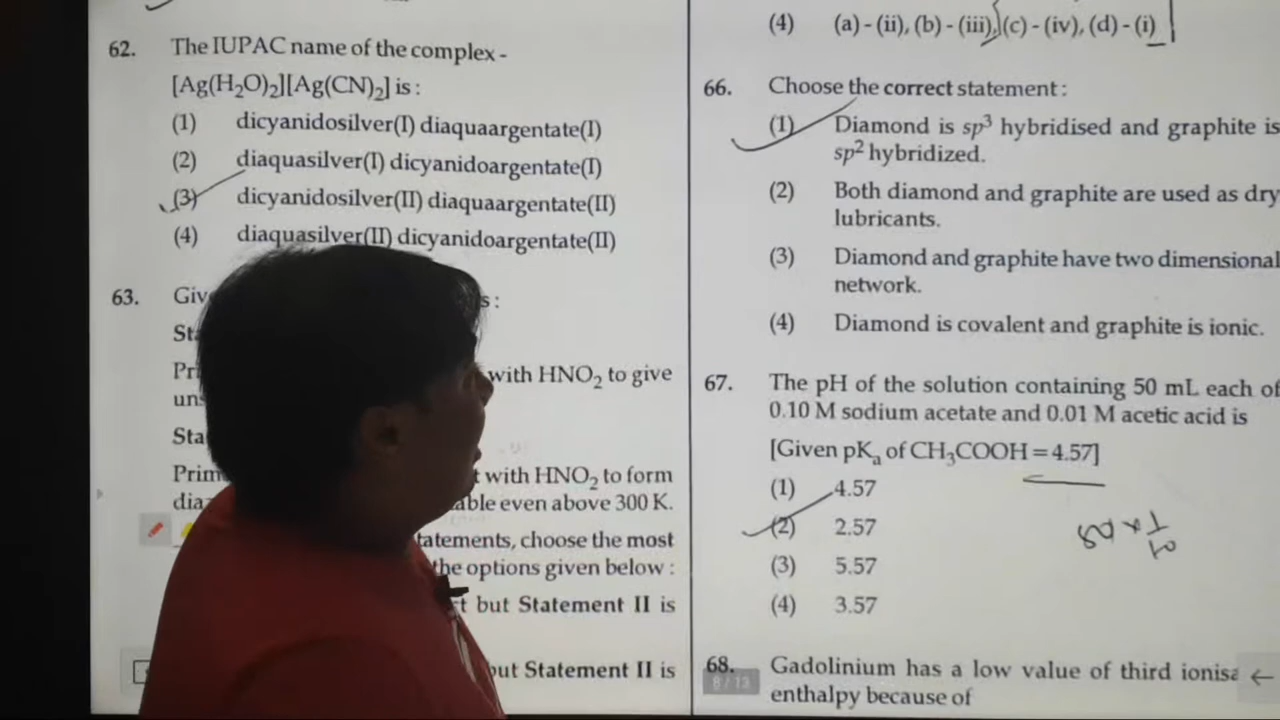 62. The IUPAC name of the complex -
[Ag(H₂O)₂][Ag(CN)₂] is :
(1) dicyanidosilver(I) diaquaargentate(I)
(2) diaquasilver(I) dicyanidoargentate(I)
(3) dicyanidosilver(II) diaquaargentate(II)
(4) diaquasilver(II) dicyanidoargentate(II)
63.
with HNO₂ to give
with HNO₂ to form
above 300 K.
choose the most
the options given below :
but Statement II is
but Statement II is
(4) (a) - (ii), (b) - (iii), (c) - (iv), (d) - (i)
66. Choose the correct statement :
(1) Diamond is sp³ hybridised and graphite is
sp² hybridized.
(2) Both diamond and graphite are used as dry
lubricants.
(3) Diamond and graphite have two dimensional
network.
(4) Diamond is covalent and graphite is ionic.
67. The pH of the solution containing 50 mL each of
0.10 M sodium acetate and 0.01 M acetic acid is
[Given pKₐ of CH₃COOH = 4.57]
(1) 4.57
(2) 2.57
(3) 5.57
(4) 3.57
68. Gadolinium has a low value of third
8 / 13
enthalpy because of